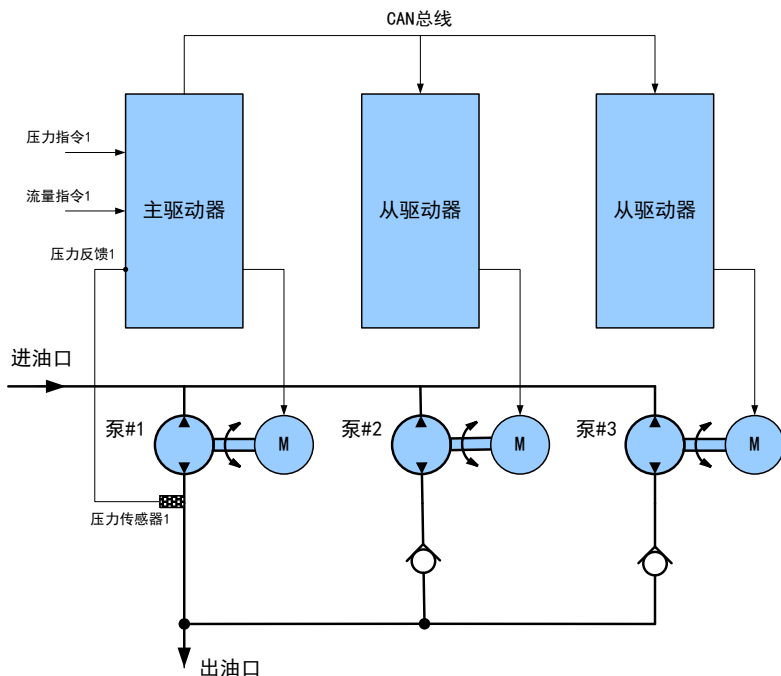 CAN总线
压力指令1
流量指令1
压力反馈1
主驱动器
从驱动器
从驱动器
进油口
泵#1
M
泵#2
M
泵#3
M
压力传感器1
出油口